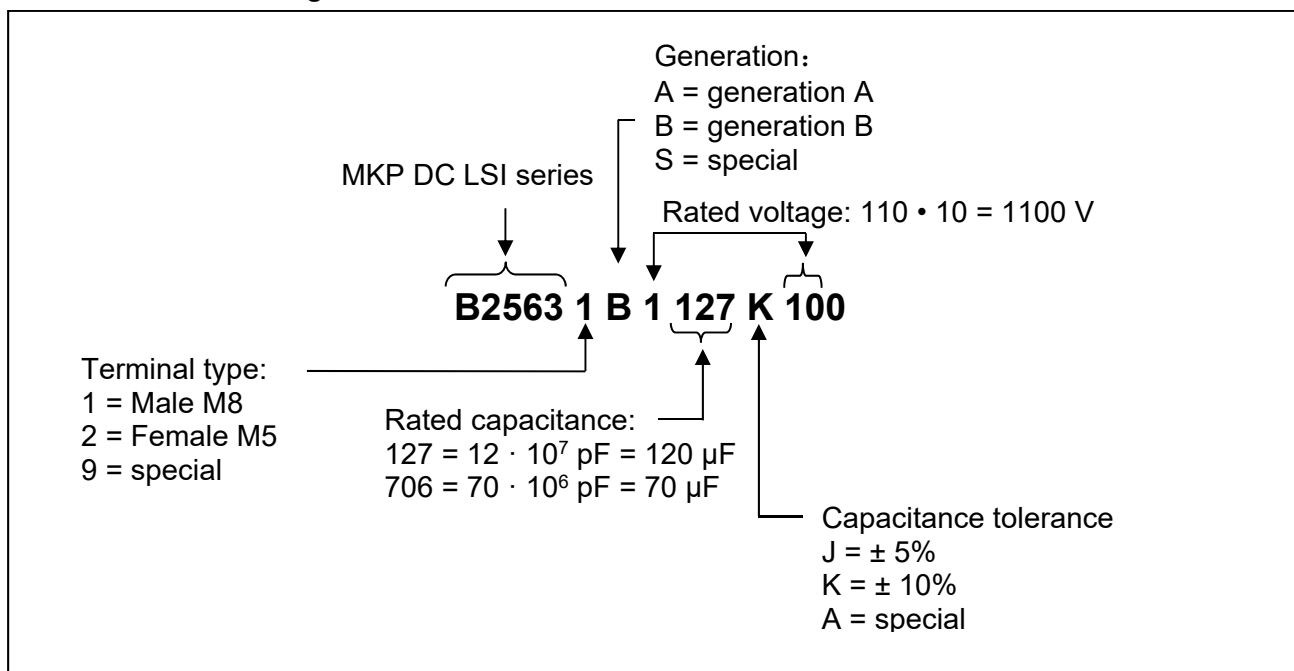 Generation：
A = generation A
B = generation B
S = special
MKP DC LSI series
Rated voltage: 110 • 10 = 1100 V
B2563 1 B 1 127 K 100
Terminal type:
1 = Male M8
2 = Female M5
9 = special
Rated capacitance:
127 = 12 · 10⁷ pF = 120 µF
706 = 70 · 10⁶ pF = 70 µF
Capacitance tolerance
J = ± 5%
K = ± 10%
A = special